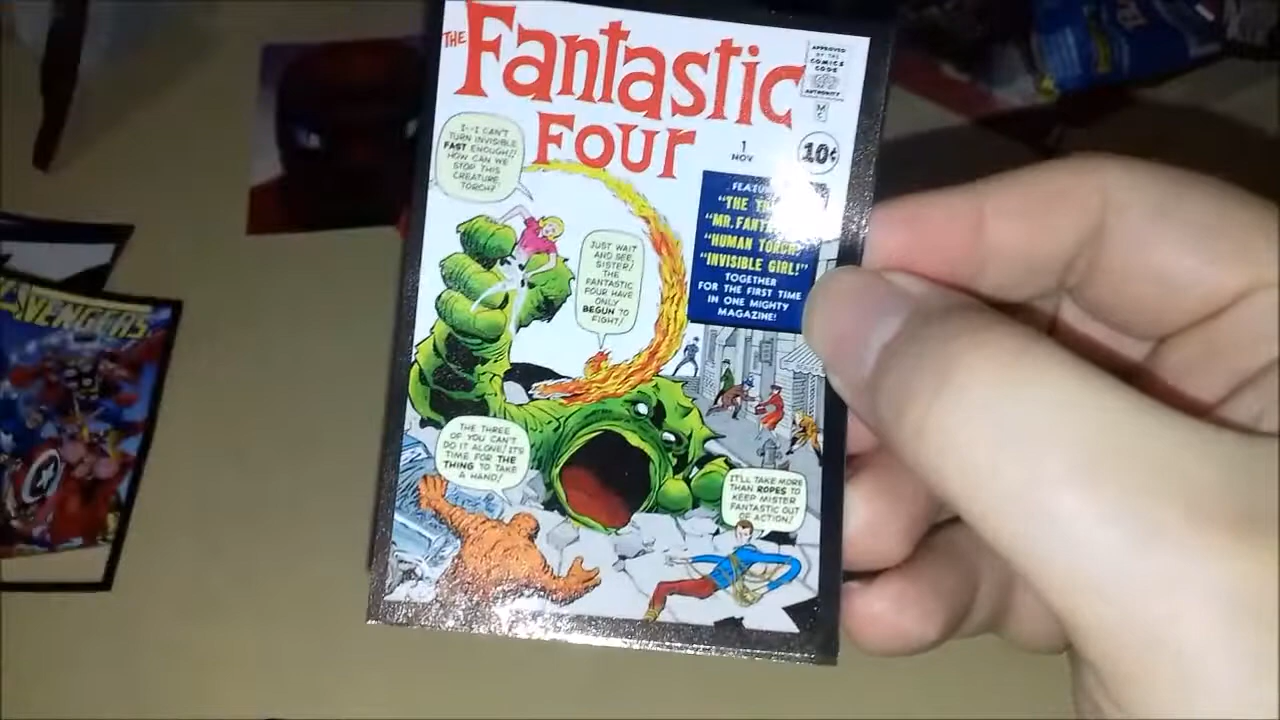 THE
Fantastic
FOUR
APPROVED
BY THE
COMICS
CODE
AUTHORITY
M
C
1
NOV
10¢
I--I CAN'T
TURN INVISIBLE
FAST ENOUGH!!
HOW CAN WE
STOP THIS
CREATURE,
TORCH?
JUST WAIT
AND SEE,
SISTER!
THE
FANTASTIC
FOUR HAVE
ONLY
BEGUN TO
FIGHT!
"THE
"MR.
"HUMAN TORCH"
"INVISIBLE GIRL!"
TOGETHER
FOR THE FIRST TIME
IN ONE MIGHTY
MAGAZINE!
THE THREE
OF YOU CAN'T
DO IT ALONE! IT'S
TIME FOR THE
THING TO TAKE
A HAND!
IT'LL TAKE MORE
THAN ROPES TO
KEEP MISTER
FANTASTIC OUT
OF ACTION!
AVENGERS